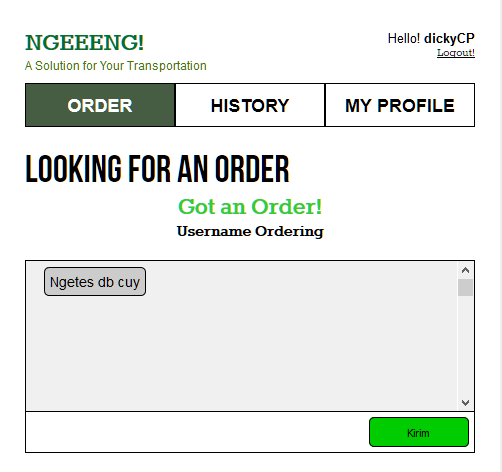 NGEEENG!
Hello! dickyCP
Logout!
A Solution for Your Transportation
ORDER
HISTORY
MY PROFILE
LOOKING FOR AN ORDER
Got an Order!
Username Ordering
Ngetes db cuy
Kirim